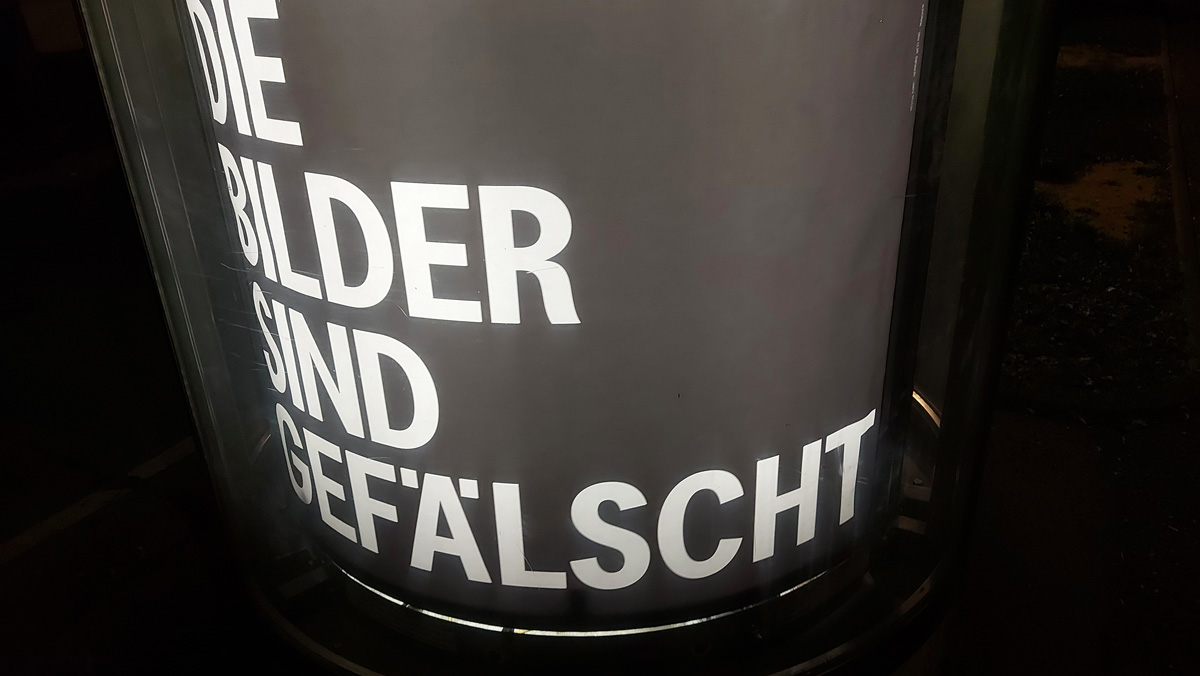 DIE
BILDER
SIND
GEFÄLSCHT